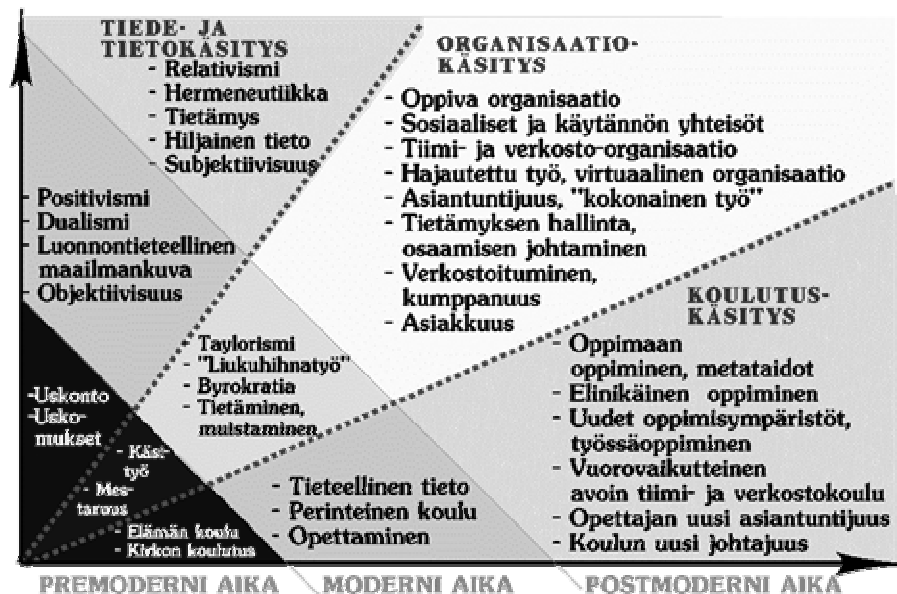 TIEDE- JA
TIETOKÄSITYS
- Relativismi
- Hermeneutiikka
- Tietämys
- Hiljainen tieto
- Subjektiivisuus
- Positivismi
- Dualismi
- Luonnontieteellinen
maailmankuva
- Objektiivisuus
-Uskonto
-Usko-
mukset
ORGANISAATIO-
KÄSITYS
- Oppiva organisaatio
- Sosiaaliset ja käytännön yhteisöt
- Tiimi- ja verkosto-organisaatio
- Hajautettu työ, virtuaalinen organisaatio
- Asiantuntijuus, "kokonainen työ"
- Tietämyksen hallinta,
osaamisen johtaminen
- Verkostoituminen,
kumppanuus
- Asiakkuus
- Taylorismi
- "Liukuhihnatyö"
- Byrokratia
- Tietäminen,
muistaminen
- Käsi-
työ
- Mes-
taruus
KOULUTUS-
KÄSITYS
- Oppimaan
oppiminen, metataidot
- Elinikäinen oppiminen
- Uudet oppimisympäristöt,
työssäoppiminen
- Vuorovaikutteinen
avoin tiimi- ja verkostokoulu
- Opettajan uusi asiantuntijuus
- Koulun uusi johtajuus
- Tieteellinen tieto
- Perinteinen koulu
- Opettaminen
- Elämän koulu
- Kirkon koulutus
PREMODERNI AIKA
MODERNI AIKA
POSTMODERNI AIKA